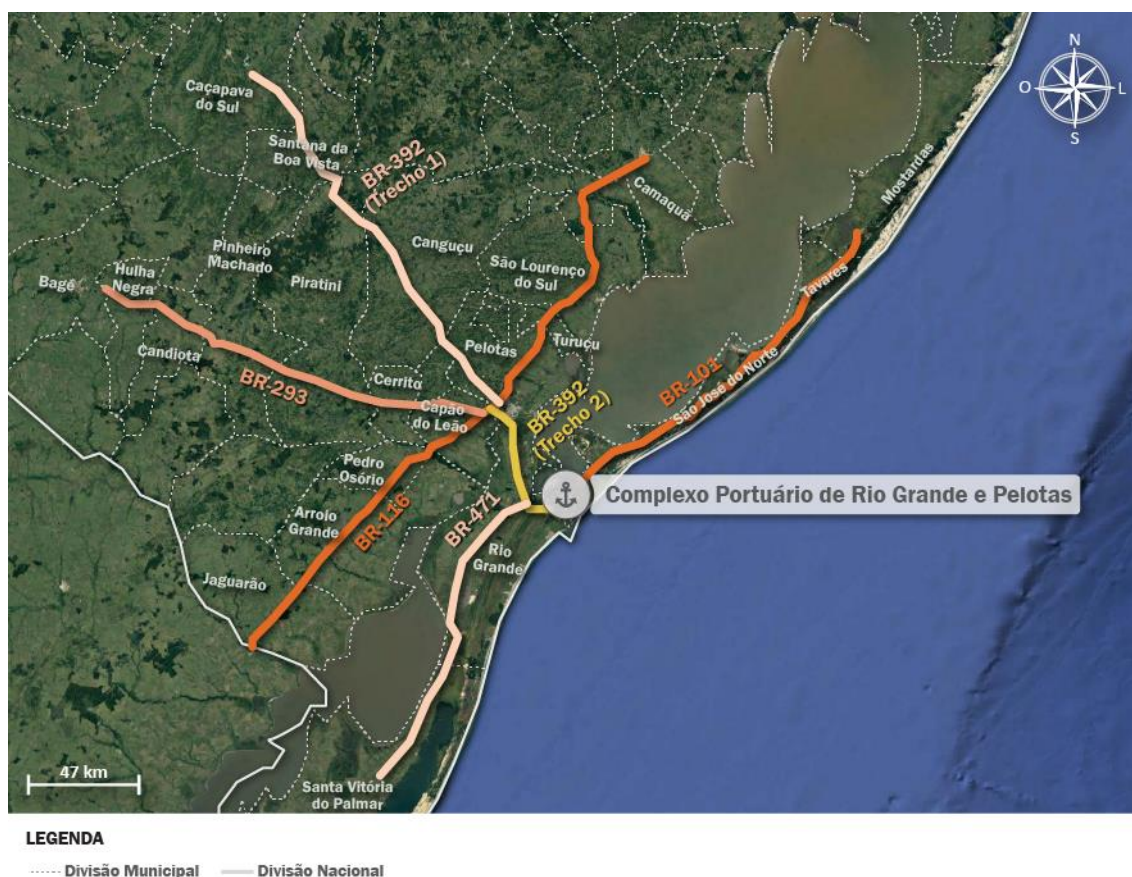 N
O
L
S
Caçapava
do Sul
Santana da
Boa Vista
BR-392
(Trecho 1)
Camaquã
Mostardas
Canguçu
Pinheiro
Machado
Hulha
Negra
Bagé
Piratini
São Lourenço
do Sul
Tavares
Candiota
Pelotas
Turuçu
BR-293
Cerrito
Capão
do Leão
BR-392
(Trecho 2)
BR-101
São José do Norte
Pedro
Osório
BR-116
BR-471
Complexo Portuário de Rio Grande e Pelotas
Arroio
Grande
Rio
Grande
Jaguarão
47 km
Santa Vitória
do Palmar
LEGENDA
Divisão Municipal
Divisão Nacional